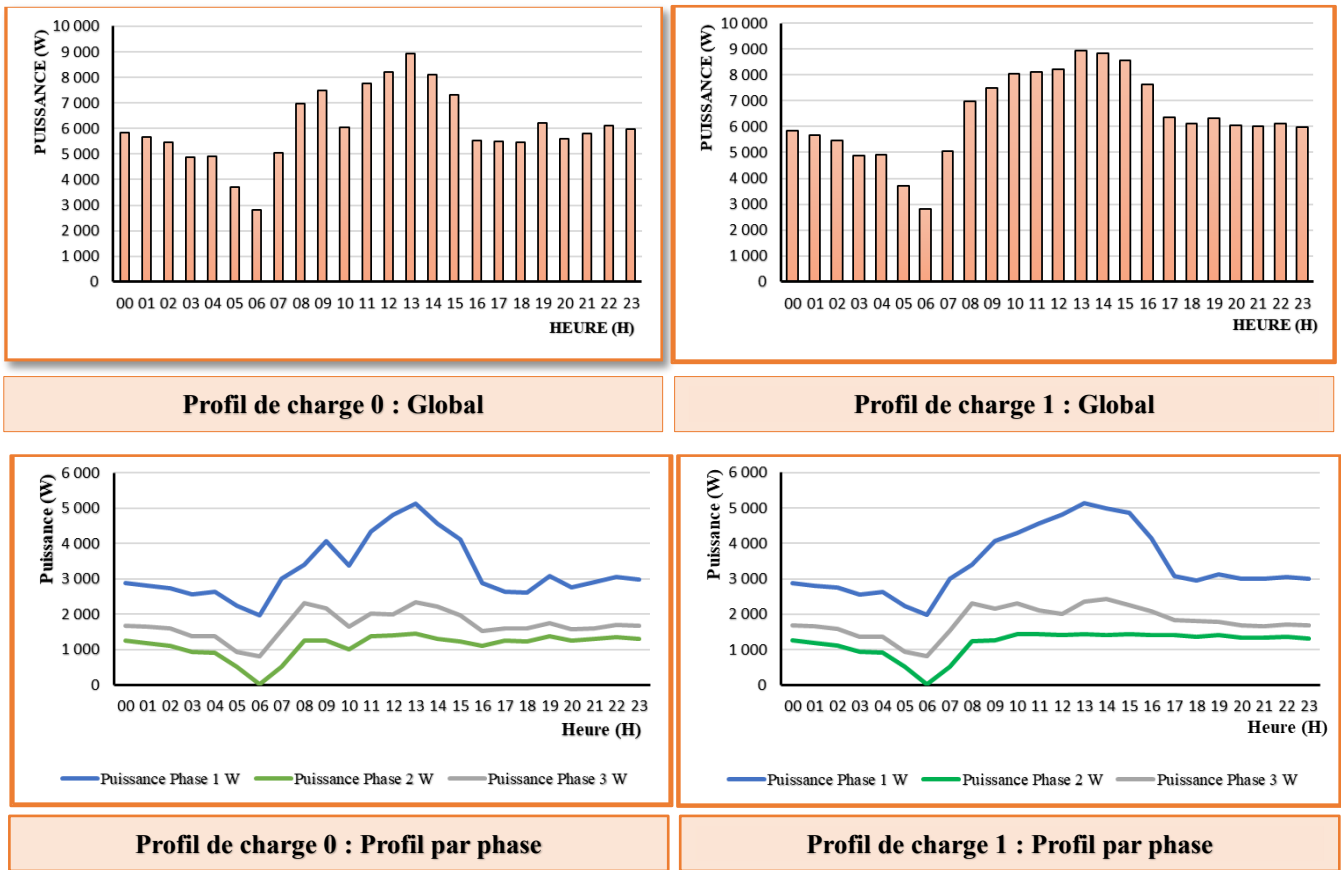 PUISSANCE (W)
10 000
9 000
8 000
7 000
6 000
5 000
4 000
3 000
2 000
1 000
0
00 01 02 03 04 05 06 07 08 09 10 11 12 13 14 15 16 17 18 19 20 21 22 23
HEURE (H)
Profil de charge 0 : Global
PUISSANCE (W)
10 000
9 000
8 000
7 000
6 000
5 000
4 000
3 000
2 000
1 000
0
00 01 02 03 04 05 06 07 08 09 10 11 12 13 14 15 16 17 18 19 20 21 22 23
HEURE (H)
Profil de charge 1 : Global
Puissance (W)
6 000
5 000
4 000
3 000
2 000
1 000
0
00 01 02 03 04 05 06 07 08 09 10 11 12 13 14 15 16 17 18 19 20 21 22 23
Heure (H)
Puissance Phase 1 W Puissance Phase 2 W Puissance Phase 3 W
Profil de charge 0 : Profil par phase
Puissance (W)
6 000
5 000
4 000
3 000
2 000
1 000
0
00 01 02 03 04 05 06 07 08 09 10 11 12 13 14 15 16 17 18 19 20 21 22 23
Heure (H)
Puissance Phase 1 W Puissance Phase 2 W Puissance Phase 3 W
Profil de charge 1 : Profil par phase